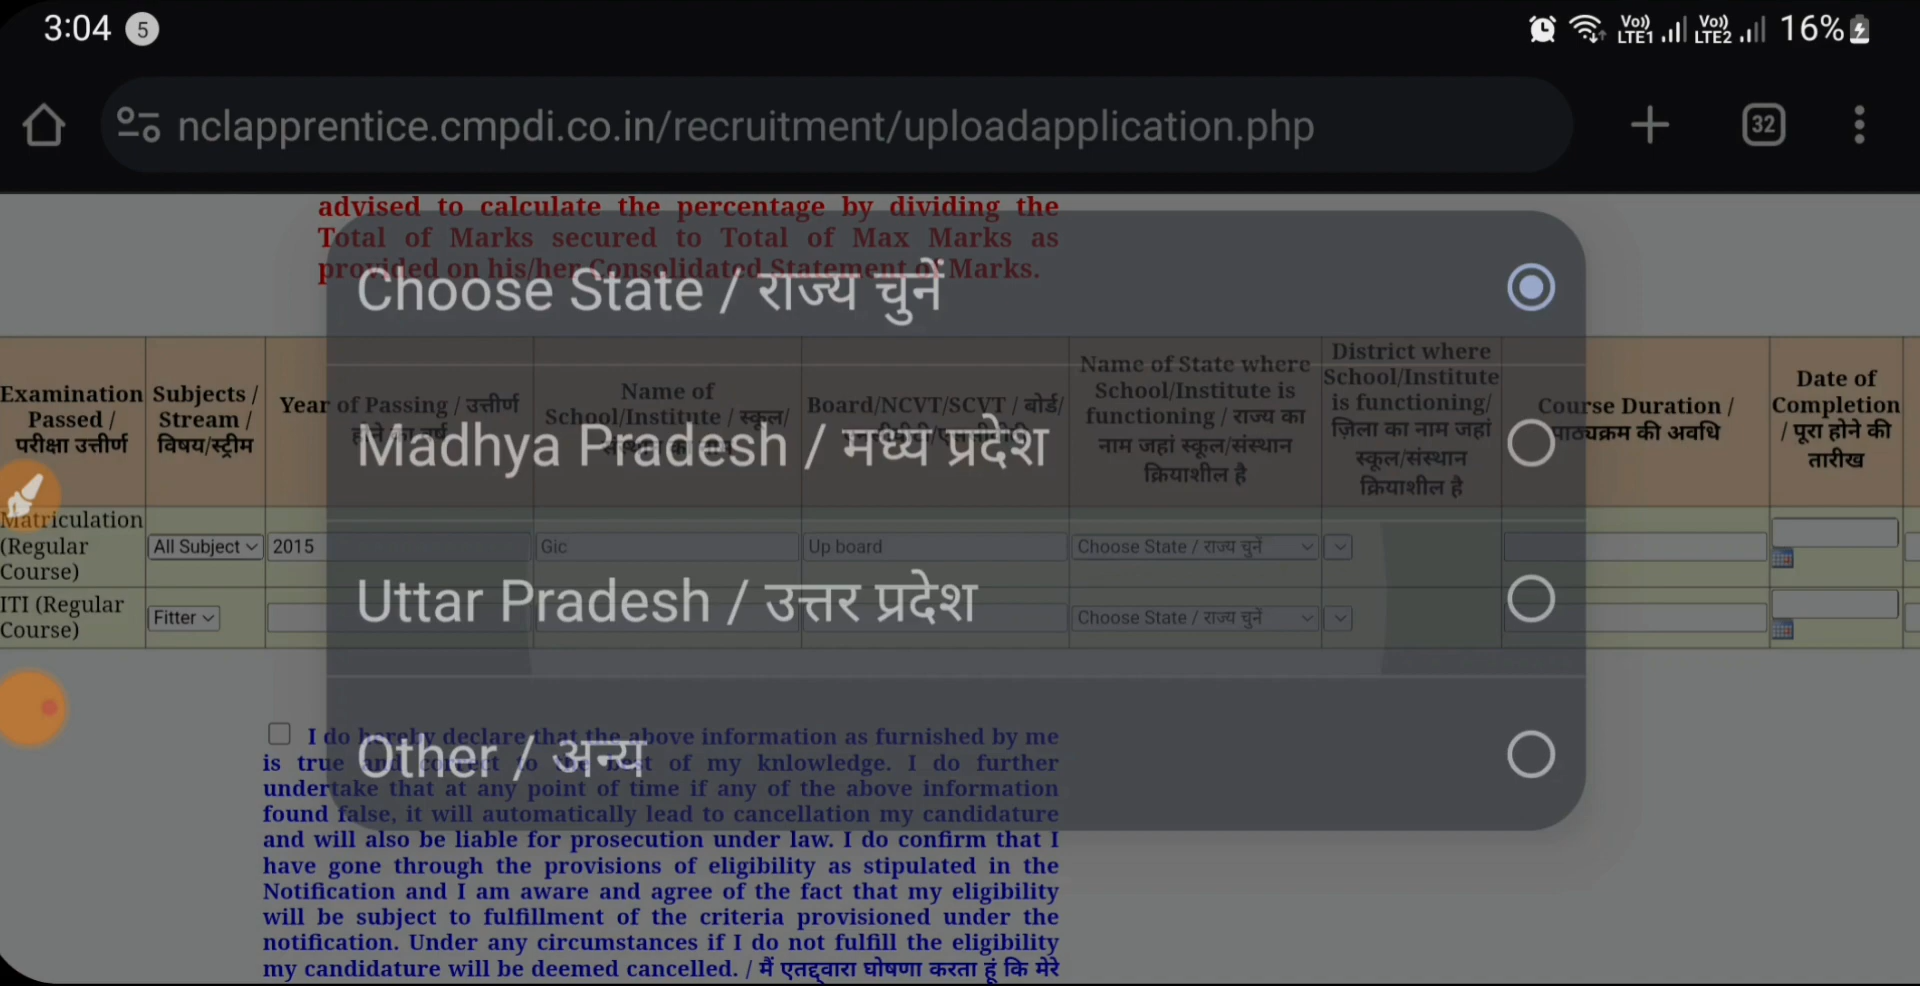 3:04 5 Vo)) LTE1 Vo)) LTE2 16%
nclapprentice.cmpdi.co.in/recruitment/uploadapplication.php 32
advised to calculate the percentage by dividing the
Total of Marks secured to Total of Max Marks as
provided on his/her Consolidated Statement of Marks.
Choose State / राज्य चुनें
Madhya Pradesh / मध्य प्रदेश
Uttar Pradesh / उत्तर प्रदेश
Other / अन्य
Examination
Passed /
परीक्षा उत्तीर्ण
Subjects /
Stream /
विषय/स्ट्रीम
Year of Passing / उत्तीर्ण
होने का वर्ष
Name of
School/Institute / स्कूल/
संस्थान का नाम
Board/NCVT/SCVT / बोर्ड/
Name of State where
School/Institute is
functioning / राज्य का
नाम जहां स्कूल/संस्थान
क्रियाशील है
District where
School/Institute
is functioning/
ज़िला का नाम जहां
स्कूल/संस्थान
क्रियाशील है
Course Duration /
पाठ्यक्रम की अवधि
Date of
Completion
/ पूरा होने की
तारीख
Matriculation
(Regular
Course)
All Subject 2015 Gic Up board Choose State / राज्य चुनें
ITI (Regular
Course)
Fitter Choose State / राज्य चुनें
I do hereby declare that the above information as furnished by me
is true and correct to the best of my knlowledge. I do further
undertake that at any point of time if any of the above information
found false, it will automatically lead to cancellation my candidature
and will also be liable for prosecution under law. I do confirm that I
have gone through the provisions of eligibility as stipulated in the
Notification and I am aware and agree of the fact that my eligibility
will be subject to fulfillment of the criteria provisioned under the
notification. Under any circumstances if I do not fulfill the eligibility
my candidature will be deemed cancelled. / मैं एतद्द्वारा घोषणा करता हूं कि मेरे